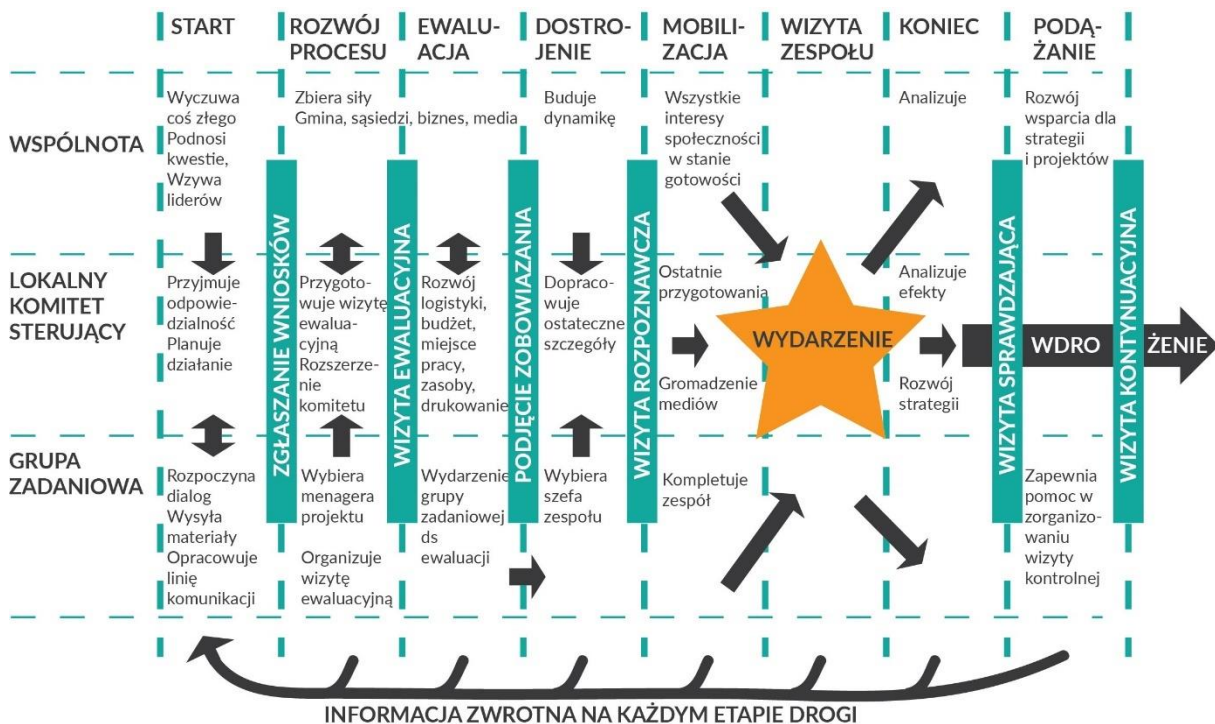 START
ROZWÓJ
PROCESU
EWALU-
ACJA
DOSTRO-
JENIE
MOBILI-
ZACJA
WIZYTA
ZESPOŁU
KONIEC
PODĄ-
ŻANIE
WSPÓLNOTA
Wyczuwa
coś złego
Podnosi
kwestie,
Wzywa
liderów
Zbiera siły
Gmina, sąsiedzi, biznes, media
Buduje
dynamikę
Wszystkie
interesy
społeczności
w stanie
gotowości
Analizuje
Rozwój
wsparcia dla
strategii
i projektów
LOKALNY
KOMITET
STERUJĄCY
Przyjmuje
odpowie-
dzialność
Planuje
działanie
ZGŁASZANIE WNIOSKÓW
Przygoto-
wuje wizytę
ewalua-
cyjną
Rozszerze-
nie
komitetu
WIZYTA EWALUACYJNA
Rozwój
logistyki,
budżet,
miejsce
pracy,
zasoby,
drukowanie
PODJĘCIE ZOBOWIAZANIA
Dopraco-
wuje
ostateczne
szczegóły
WIZYTA ROZPOZNAWCZA
Ostatnie
przygotowania
Gromadzenie
mediów
WYDARZENIE
Analizuje
efekty
Rozwój
strategii
WIZYTA SPRAWDZAJĄCA
WDRO
ŻENIE
WIZYTA KONTYNUACYJNA
GRUPA
ZADANIOWA
Rozpoczyna
dialog
Wysyła
materiały
Opracowuje
linię
komunikacji
Wybiera
menagera
projektu
Organizuje
wizytę
ewaluacyjną
Wydarzenie
grupy
zadaniowej
ds
ewaluacji
Wybiera
szefa
zespołu
Kompletuje
zespół
Zapewnia
pomoc w
zorganizo-
waniu
wizyty
kontrolnej
INFORMACJA ZWROTNA NA KAŻDYM ETAPIE DROGI